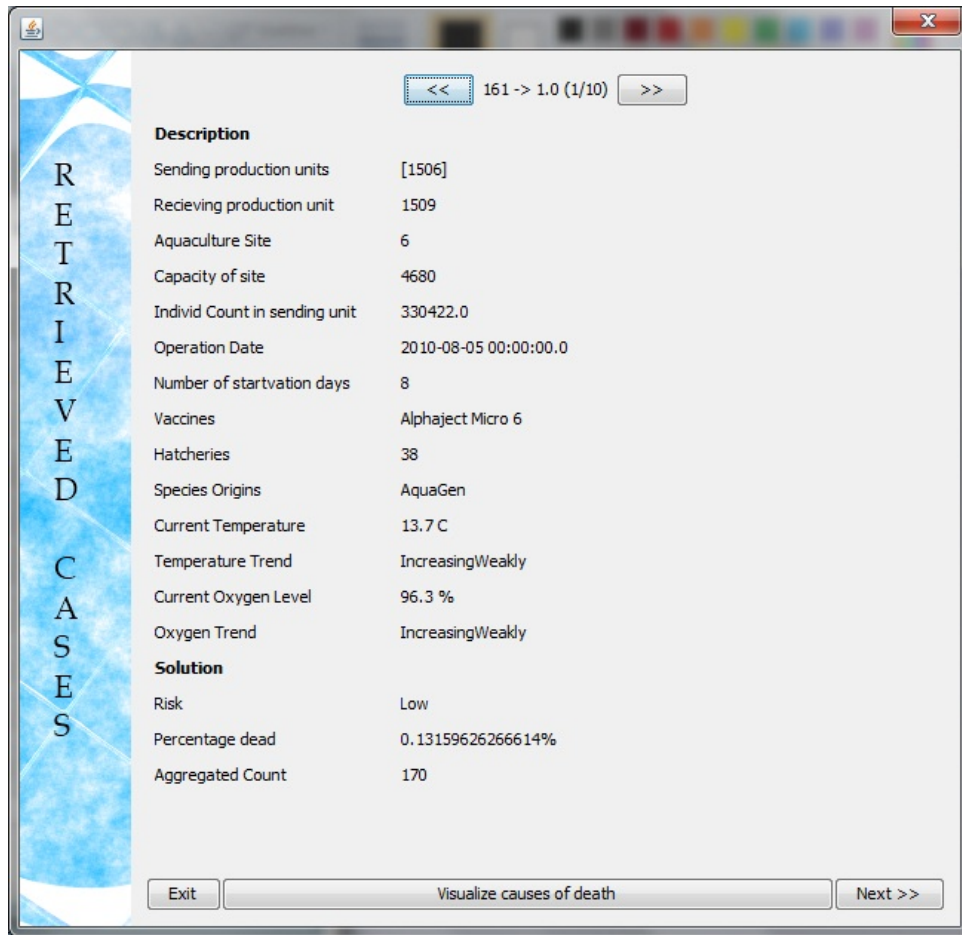 << 161 -> 1.0 (1/10) >>
RETRIEVED CASES
Description
Sending production units [1506]
Recieving production unit 1509
Aquaculture Site 6
Capacity of site 4680
Individ Count in sending unit 330422.0
Operation Date 2010-08-05 00:00:00.0
Number of startvation days 8
Vaccines Alphaject Micro 6
Hatcheries 38
Species Origins AquaGen
Current Temperature 13.7 C
Temperature Trend IncreasingWeakly
Current Oxygen Level 96.3 %
Oxygen Trend IncreasingWeakly
Solution
Risk Low
Percentage dead 0.13159626266614%
Aggregated Count 170
Exit Visualize causes of death Next >>